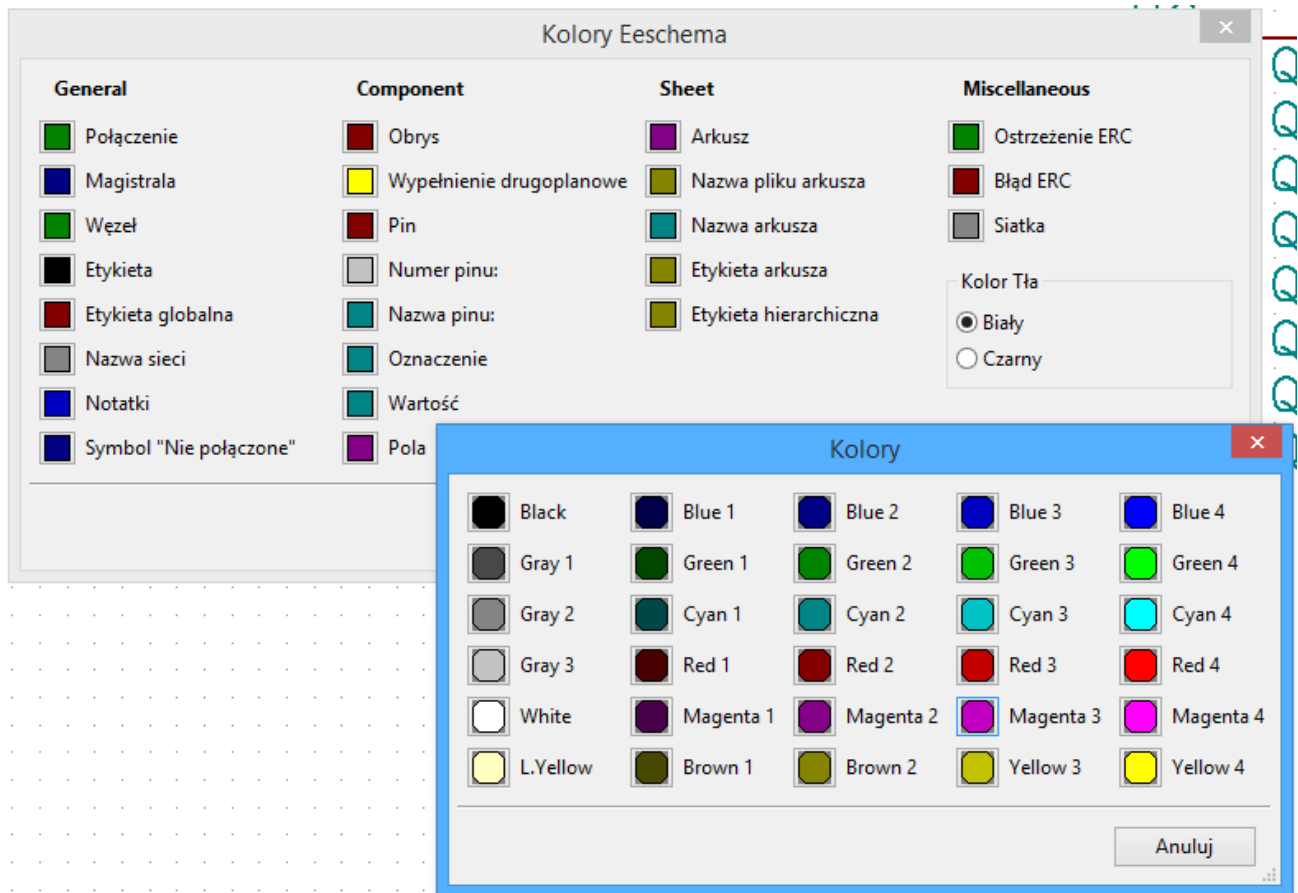 Kolory Eeschema
General
Component
Sheet
Miscellaneous
Połączenie
Obrys
Arkusz
Ostrzeżenie ERC
Magistrala
Wypełnienie drugoplanowe
Nazwa pliku arkusza
Błąd ERC
Węzeł
Pin
Nazwa arkusza
Siatka
Etykieta
Numer pinu:
Etykieta arkusza
Kolor Tła
Etykieta globalna
Nazwa pinu:
Etykieta hierarchiczna
Biały
Nazwa sieci
Oznaczenie
Czarny
Notatki
Wartość
Symbol "Nie połączone"
Pola
Kolory
Black
Blue 1
Blue 2
Blue 3
Blue 4
Gray 1
Green 1
Green 2
Green 3
Green 4
Gray 2
Cyan 1
Cyan 2
Cyan 3
Cyan 4
Gray 3
Red 1
Red 2
Red 3
Red 4
White
Magenta 1
Magenta 2
Magenta 3
Magenta 4
L.Yellow
Brown 1
Brown 2
Yellow 3
Yellow 4
Anuluj